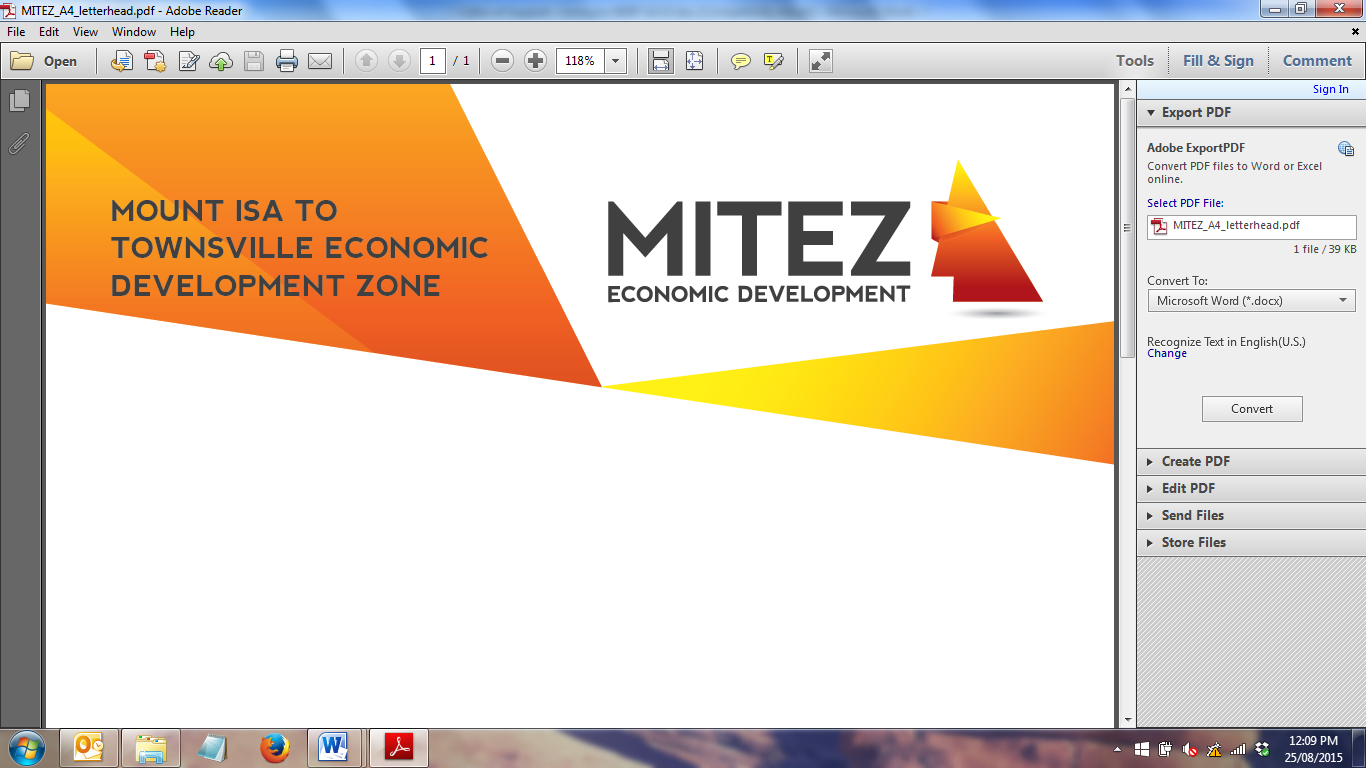 MITEZ_A4_letterhead.pdf - Adobe Reader
File Edit View Window Help
Open 1 / 1 118% Tools Fill & Sign Comment
Sign In
Export PDF
Adobe ExportPDF
Convert PDF files to Word or Excel
online.
Select PDF File:
MITEZ_A4_letterhead.pdf
1 file / 39 KB
Convert To:
Microsoft Word (*.docx)
Recognize Text in English(U.S.)
Change
Convert
Create PDF
Edit PDF
Send Files
Store Files
MOUNT ISA TO
TOWNSVILLE ECONOMIC
DEVELOPMENT ZONE
MITEZ
ECONOMIC DEVELOPMENT
12:09 PM
25/08/2015